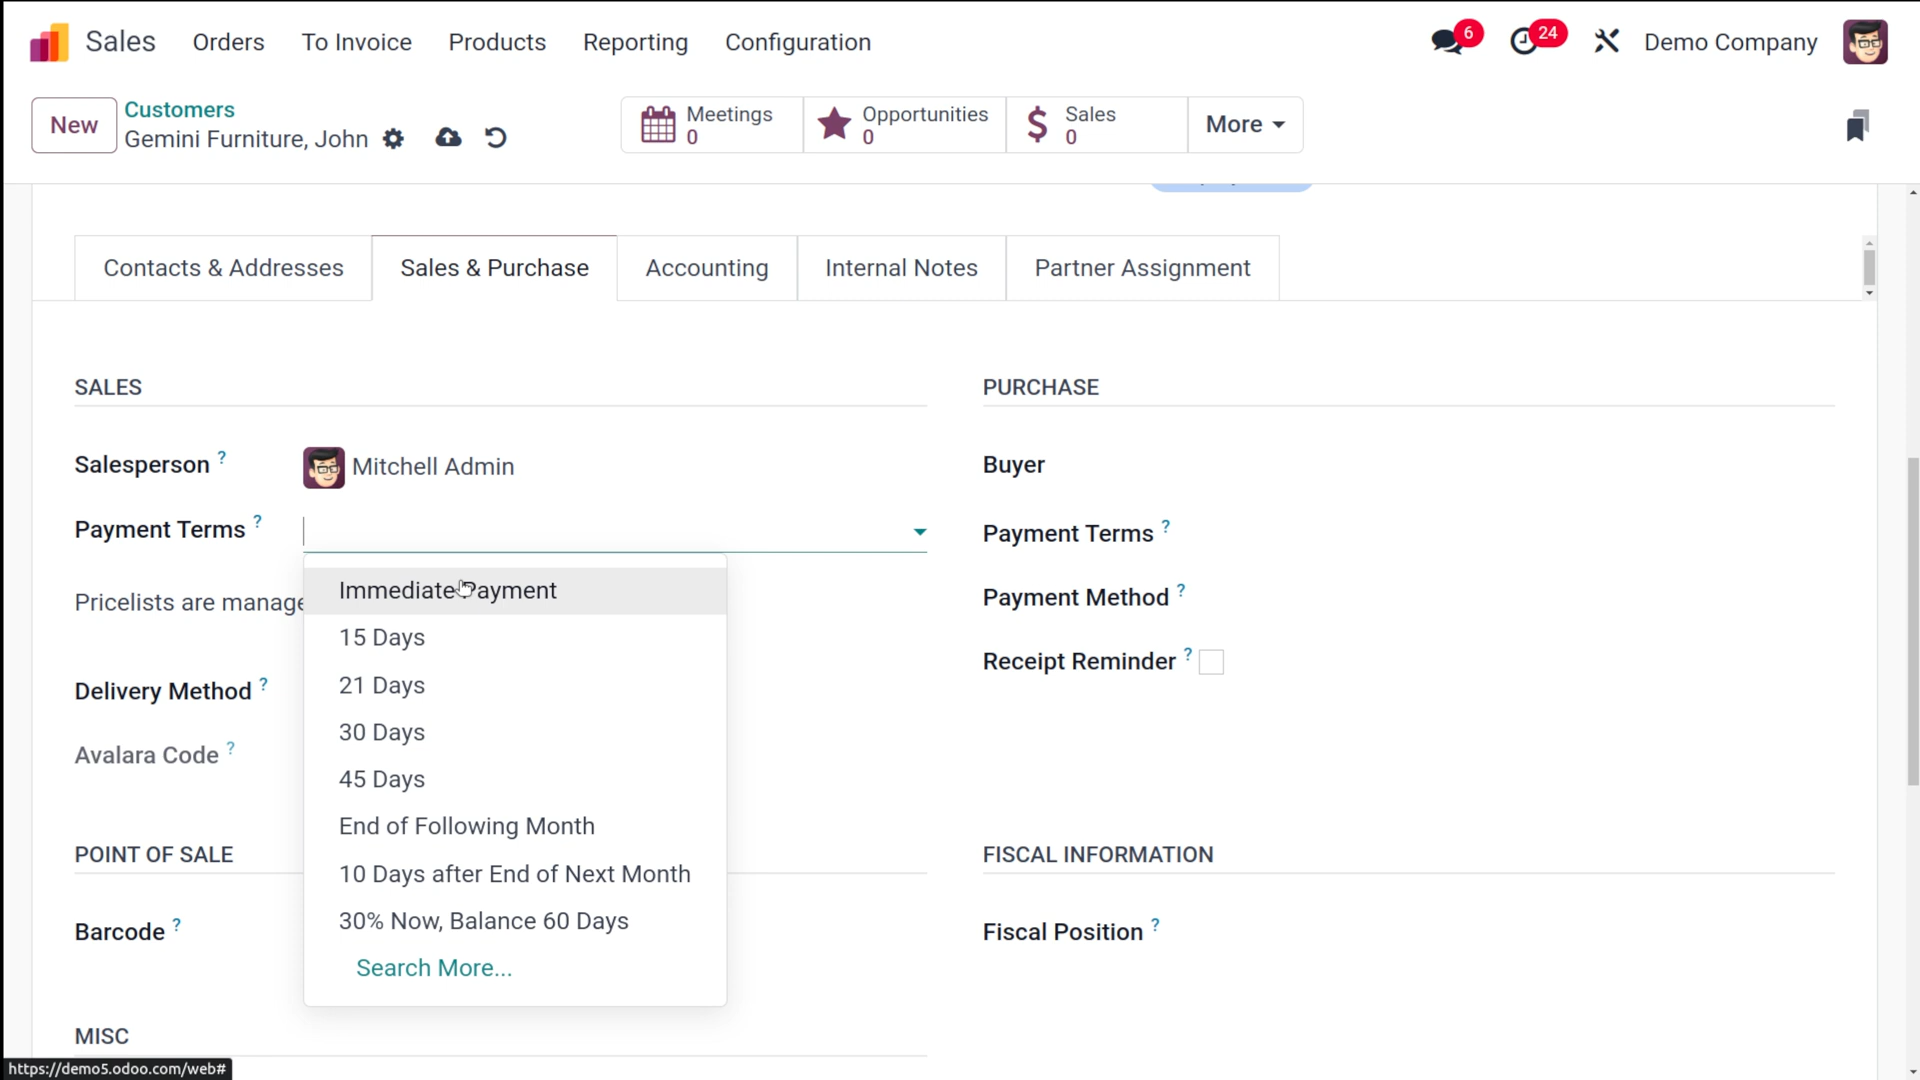 Sales Orders To Invoice Products Reporting Configuration 6 24 Demo Company
New Customers Meetings Opportunities Sales More
Gemini Furniture, John 0 0 0
Contacts & Addresses Sales & Purchase Accounting Internal Notes Partner Assignment
SALES PURCHASE
Salesperson ? Mitchell Admin Buyer
Payment Terms ? Payment Terms ?
Immediate Payment Payment Method ?
Pricelists are manage
15 Days Receipt Reminder ?
21 Days
Delivery Method ?
30 Days
Avalara Code ?
45 Days
End of Following Month
POINT OF SALE FISCAL INFORMATION
10 Days after End of Next Month
30% Now, Balance 60 Days
Barcode ? Fiscal Position ?
Search More...
MISC
https://demo5.odoo.com/web#